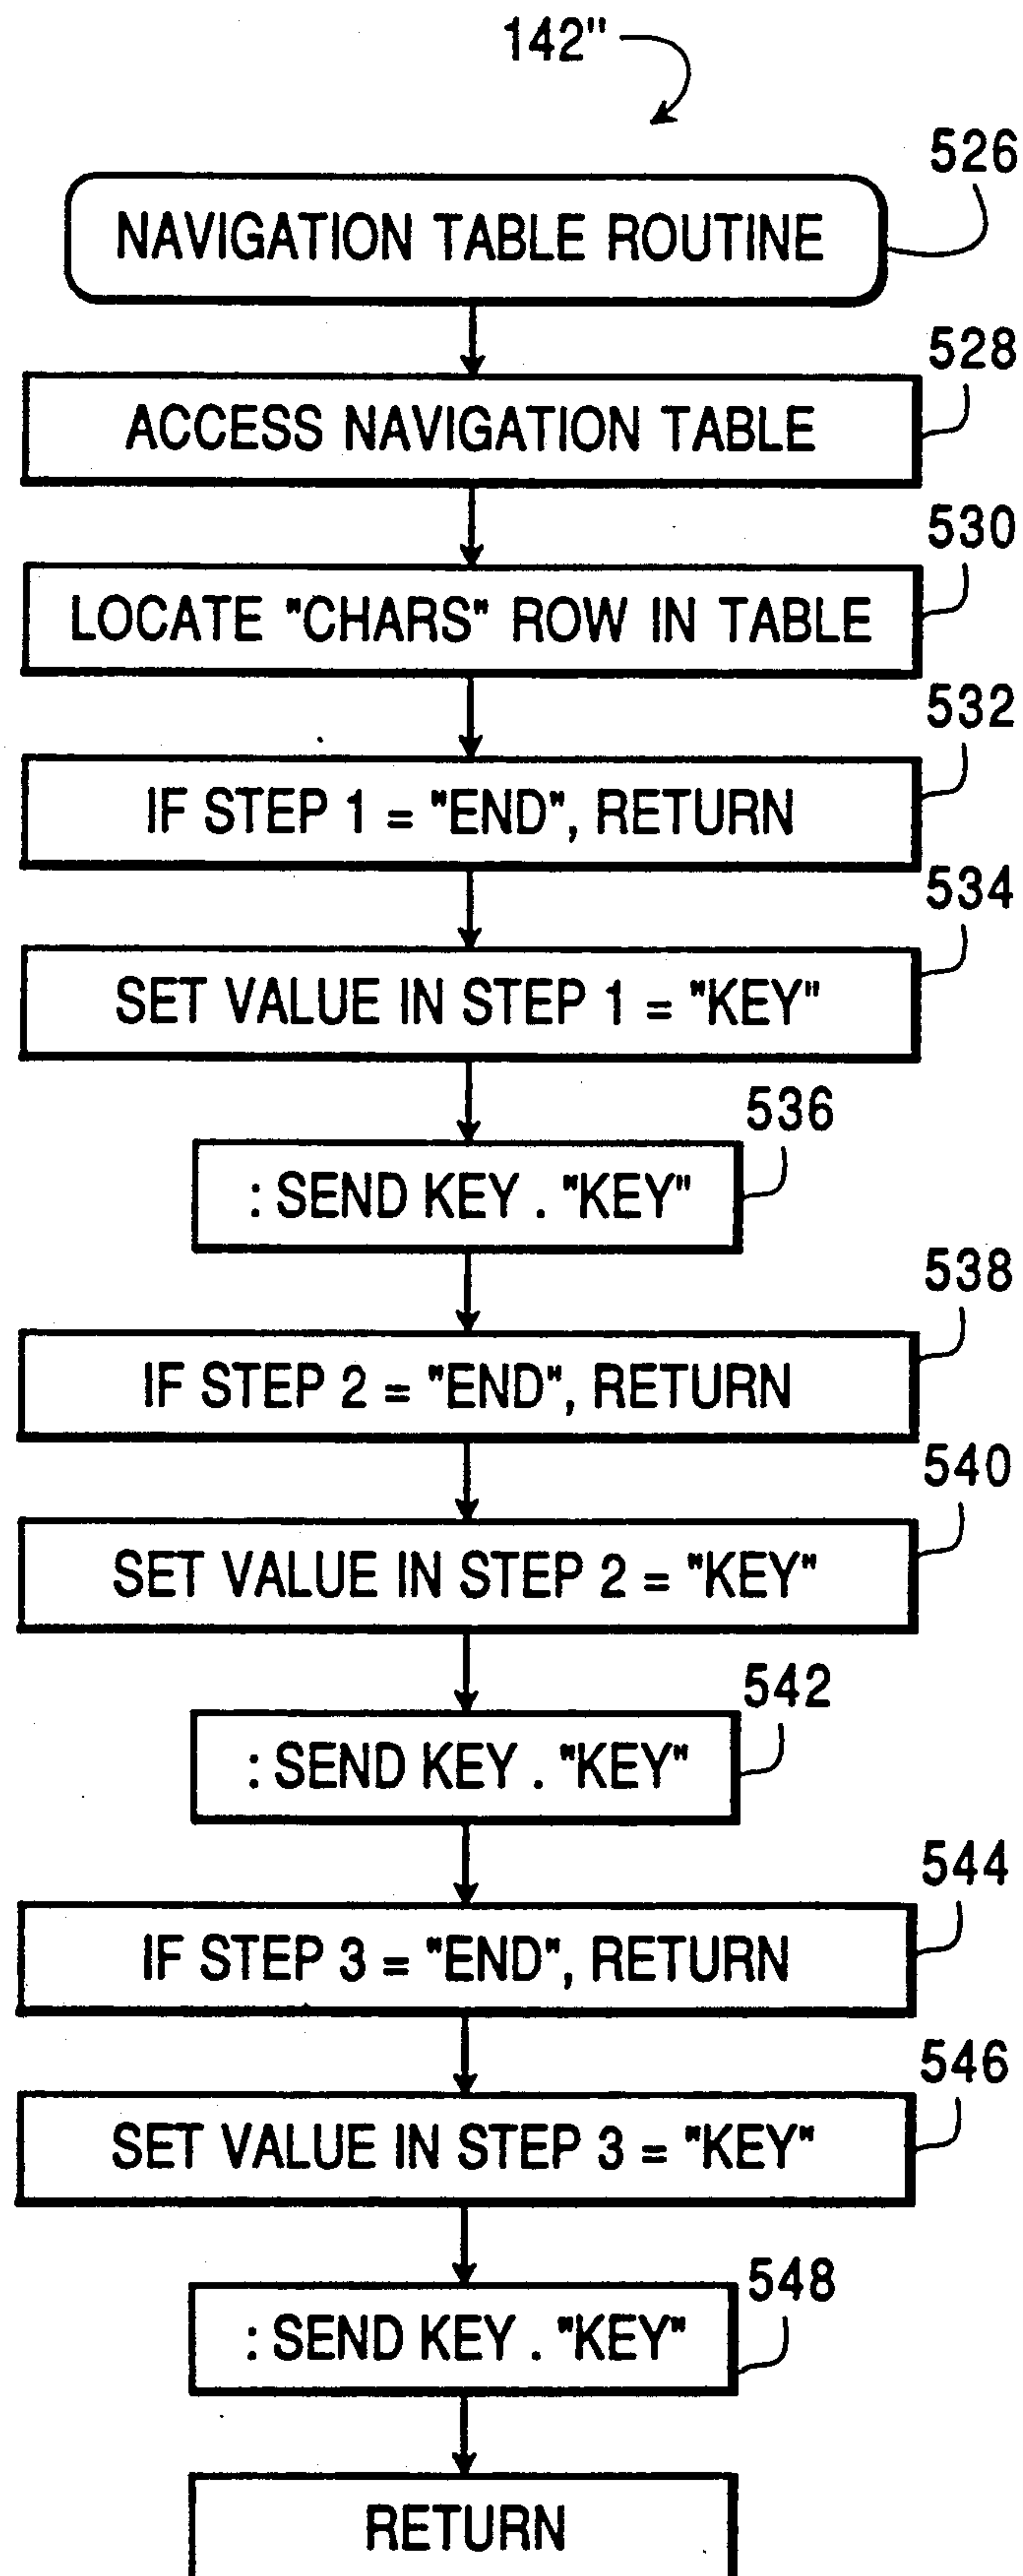 142"
526
NAVIGATION TABLE ROUTINE
528
ACCESS NAVIGATION TABLE
530
LOCATE "CHARS" ROW IN TABLE
532
IF STEP 1 = "END", RETURN
534
SET VALUE IN STEP 1 = "KEY"
536
: SEND KEY . "KEY"
538
IF STEP 2 = "END", RETURN
540
SET VALUE IN STEP 2 = "KEY"
542
: SEND KEY . "KEY"
544
IF STEP 3 = "END", RETURN
546
SET VALUE IN STEP 3 = "KEY"
548
: SEND KEY . "KEY"
RETURN